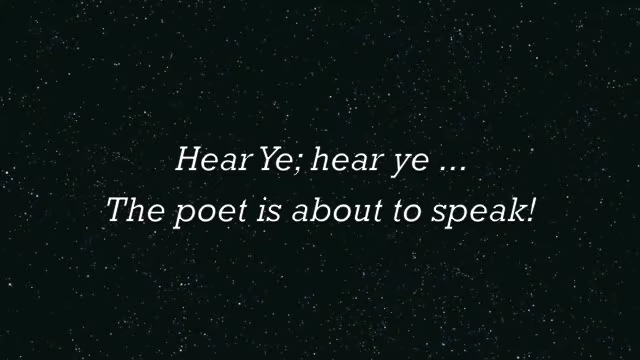 Hear Ye; hear ye ...
The poet is about to speak!